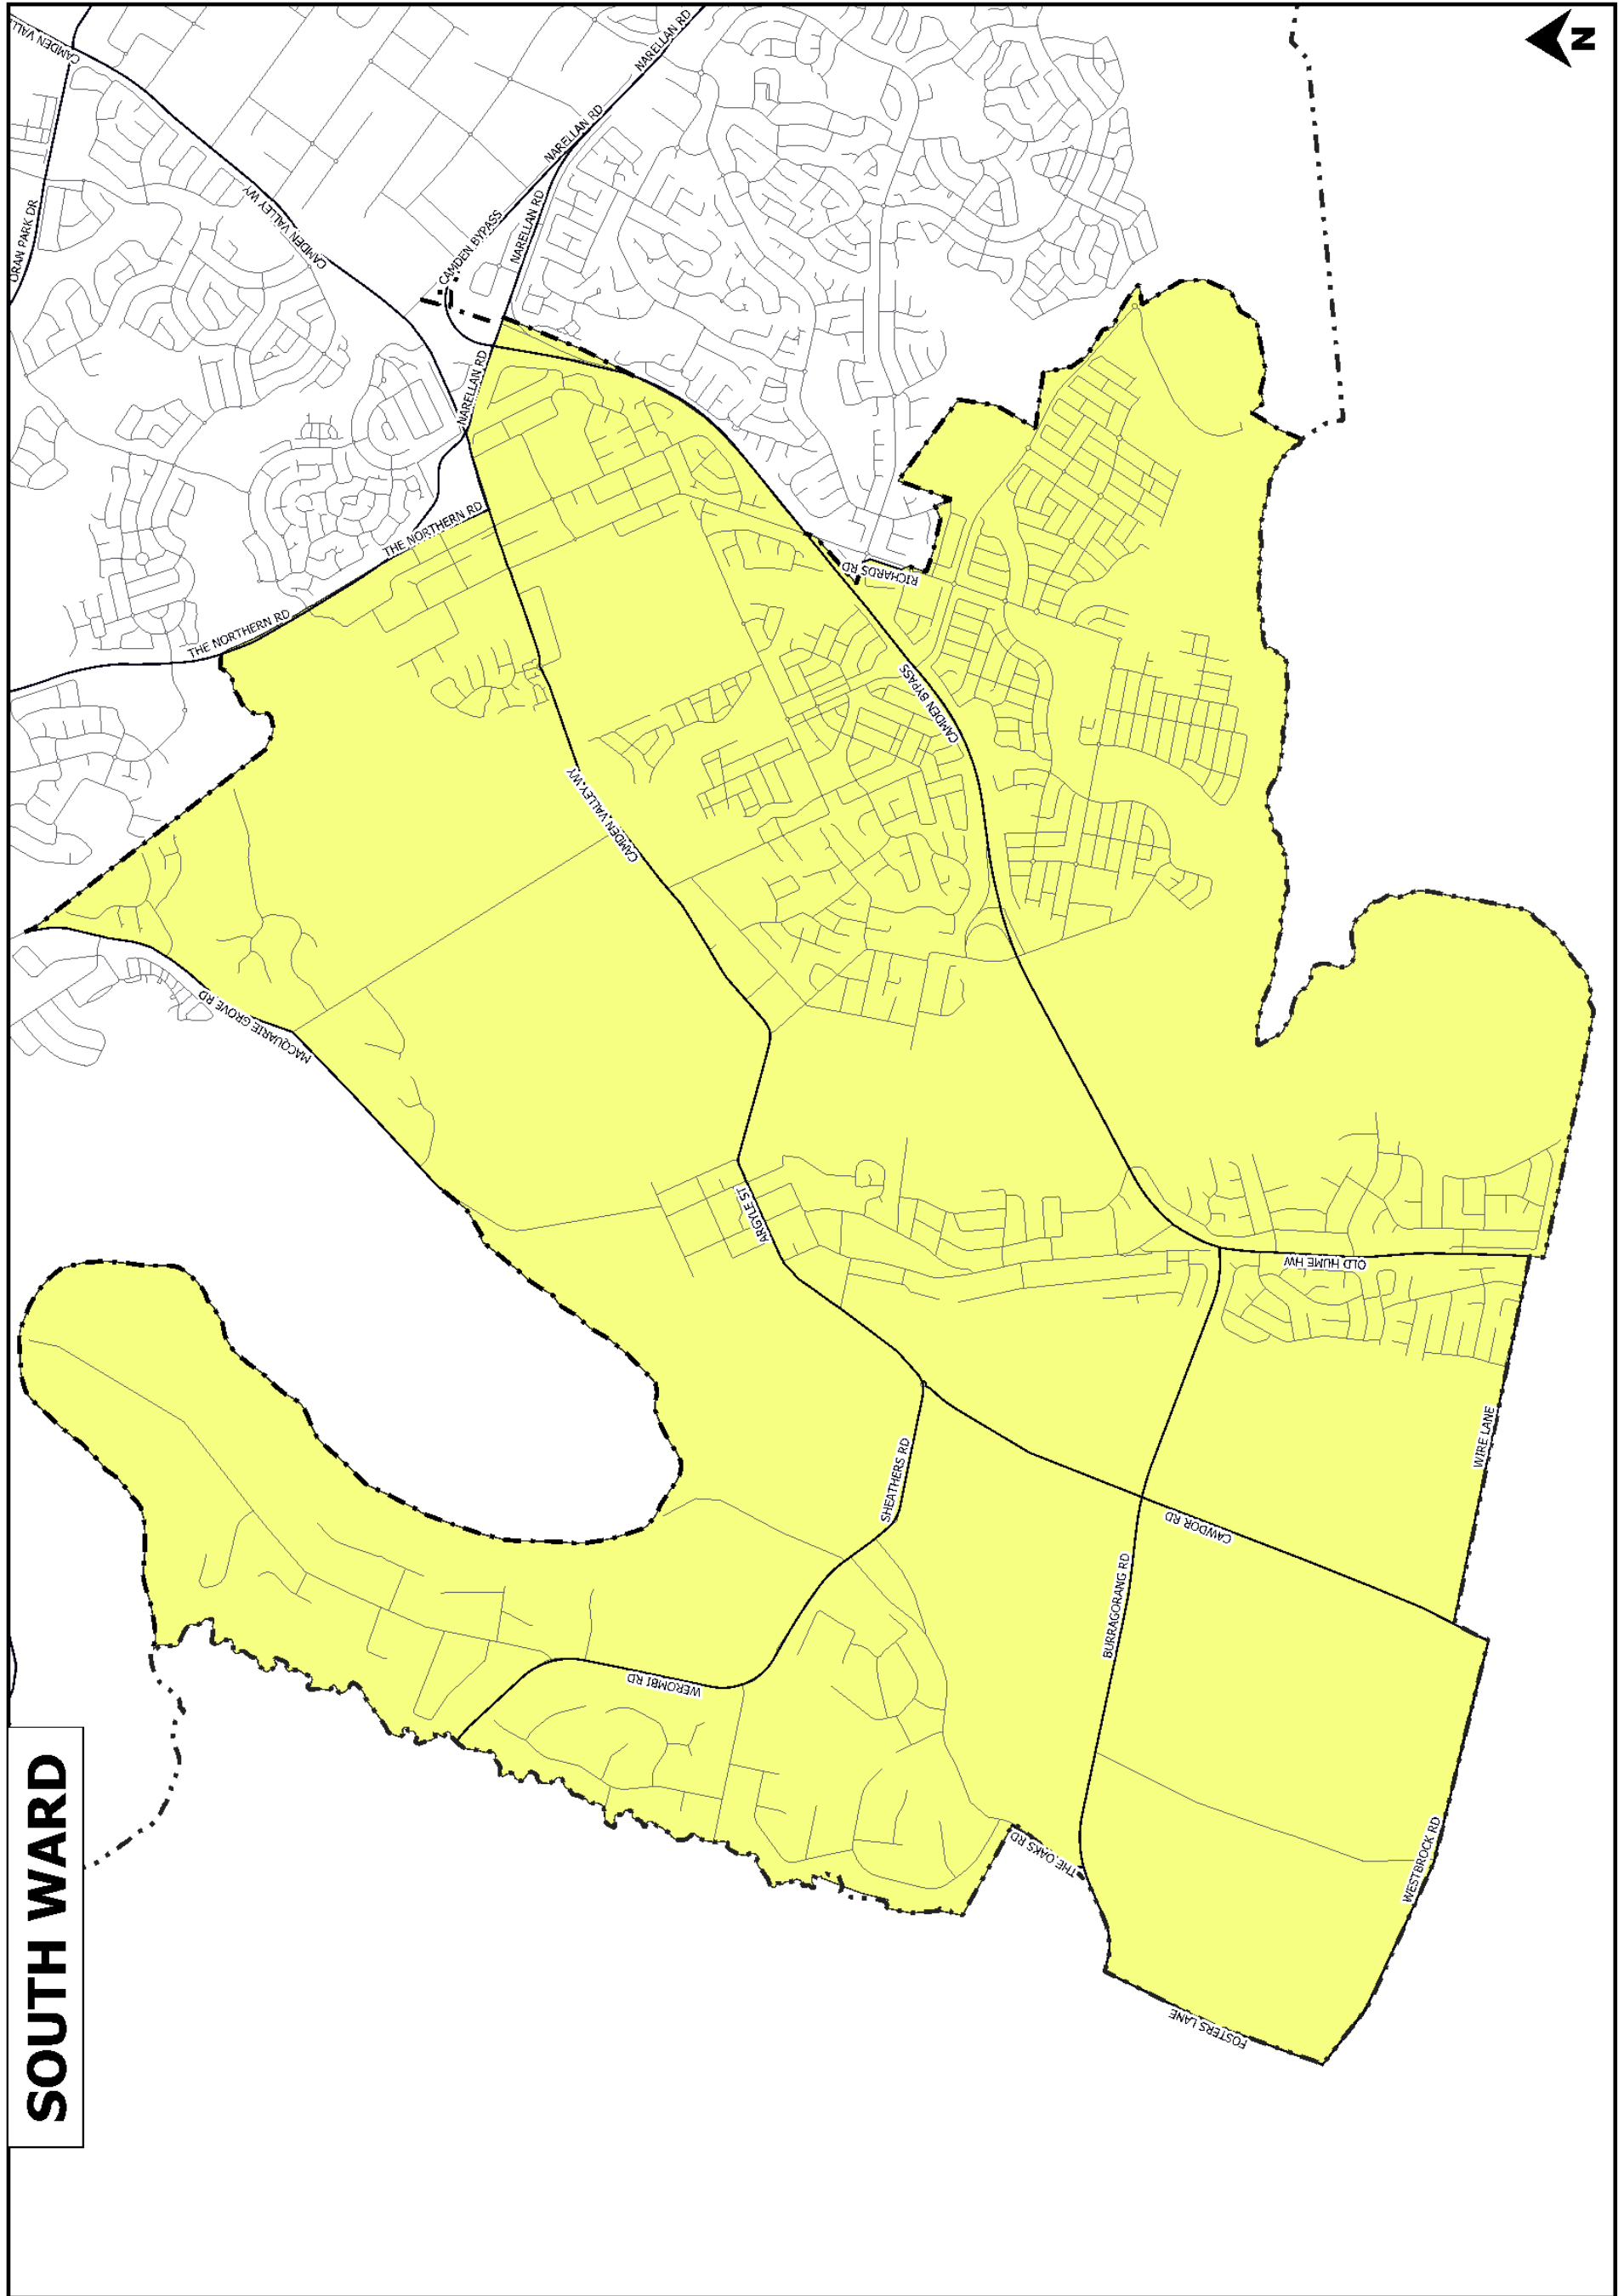 SOUTH WARD
CAMDEN VALL
ORAN PARK DR
CAMDEN VALLEY WY
NARELLAN RD
NARELLAN RD
NARELLAN RD
CAMDEN BYPASS
NARELLAN RD
THE NORTHERN RD
THE NORTHERN RD
RICHARDS RD
CAMDEN BYPASS
CAMDEN VALLEY WY
MACQUARIE GROVE RD
ARGYLE ST
OLD HUME HW
SHEATHERS RD
WIRE LANE
CAWDOR RD
BURRAGORANG RD
WEROMBI RD
THE OAKS RD
WESTBROCK RD
FOSTERS LANE
N